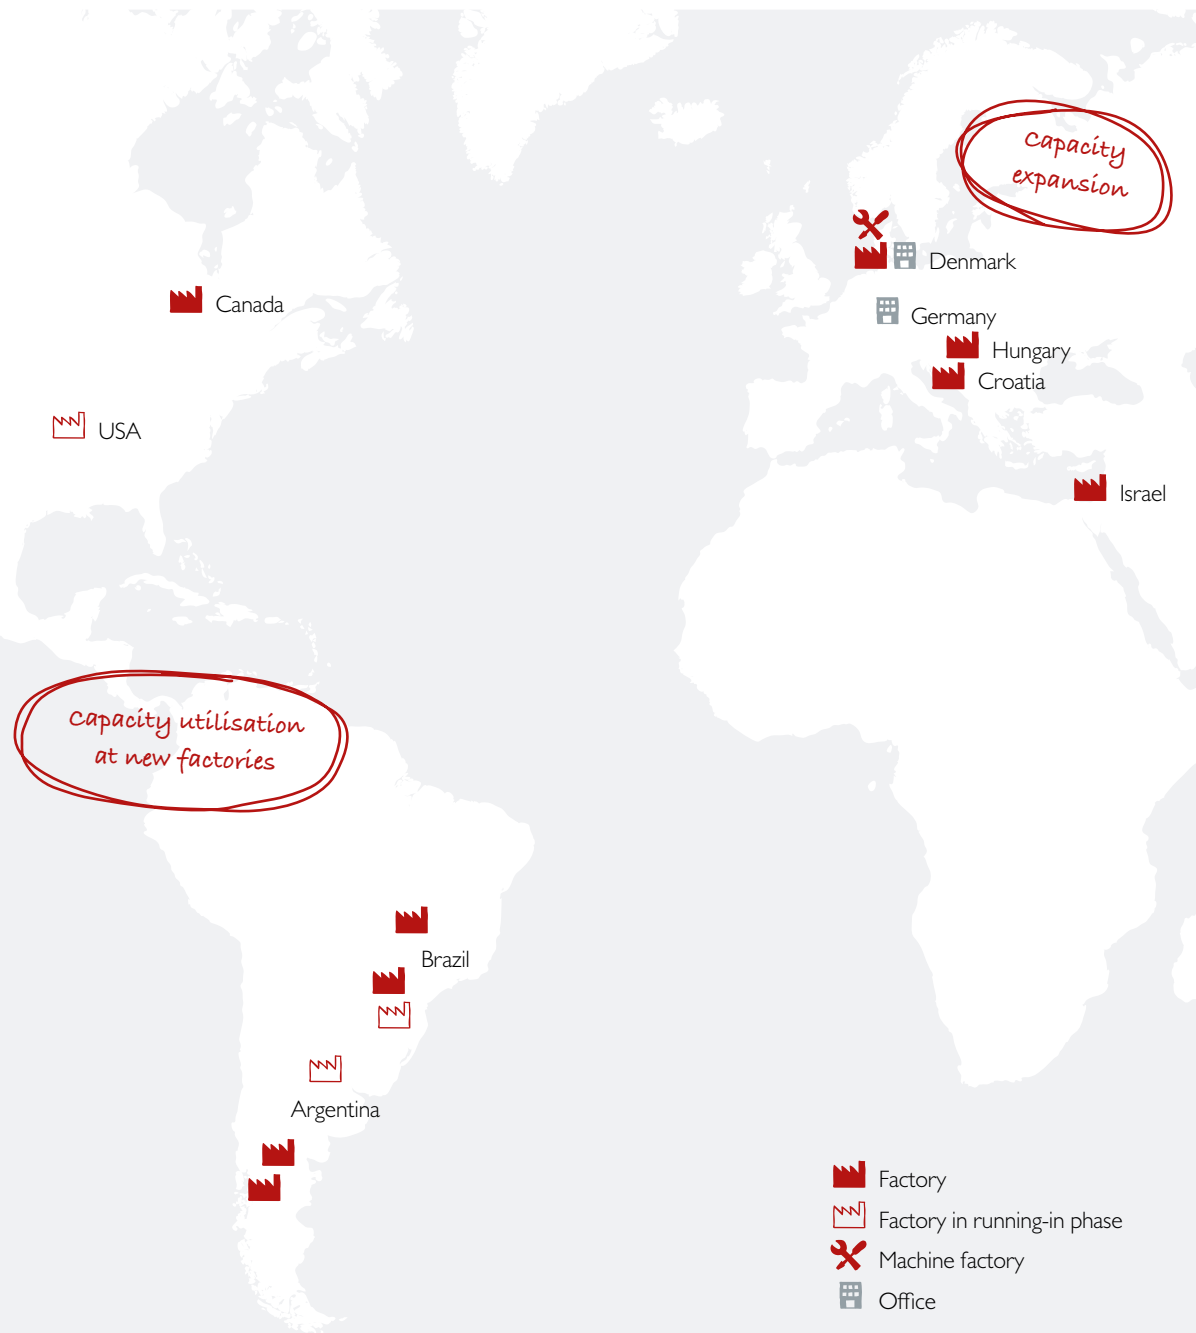 Capacity
expansion
Denmark
Canada
Germany
Hungary
Croatia
USA
Israel
Capacity utilisation
at new factories
Brazil
Argentina
Factory
Factory in running-in phase
Machine factory
Office